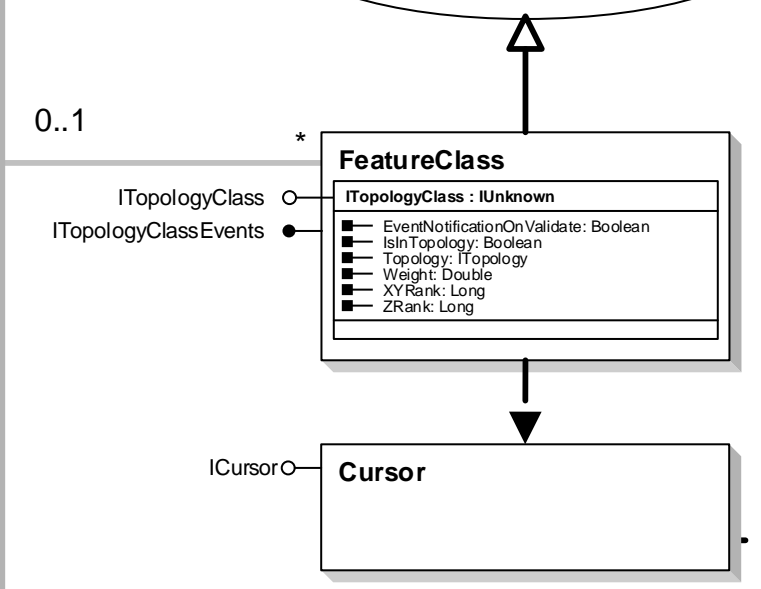 0..1
*
FeatureClass
ITopologyClass
ITopologyClass : IUnknown
ITopologyClassEvents
EventNotificationOnValidate: Boolean
IsInTopology: Boolean
Topology: ITopology
Weight: Double
XYRank: Long
ZRank: Long
ICursor
Cursor